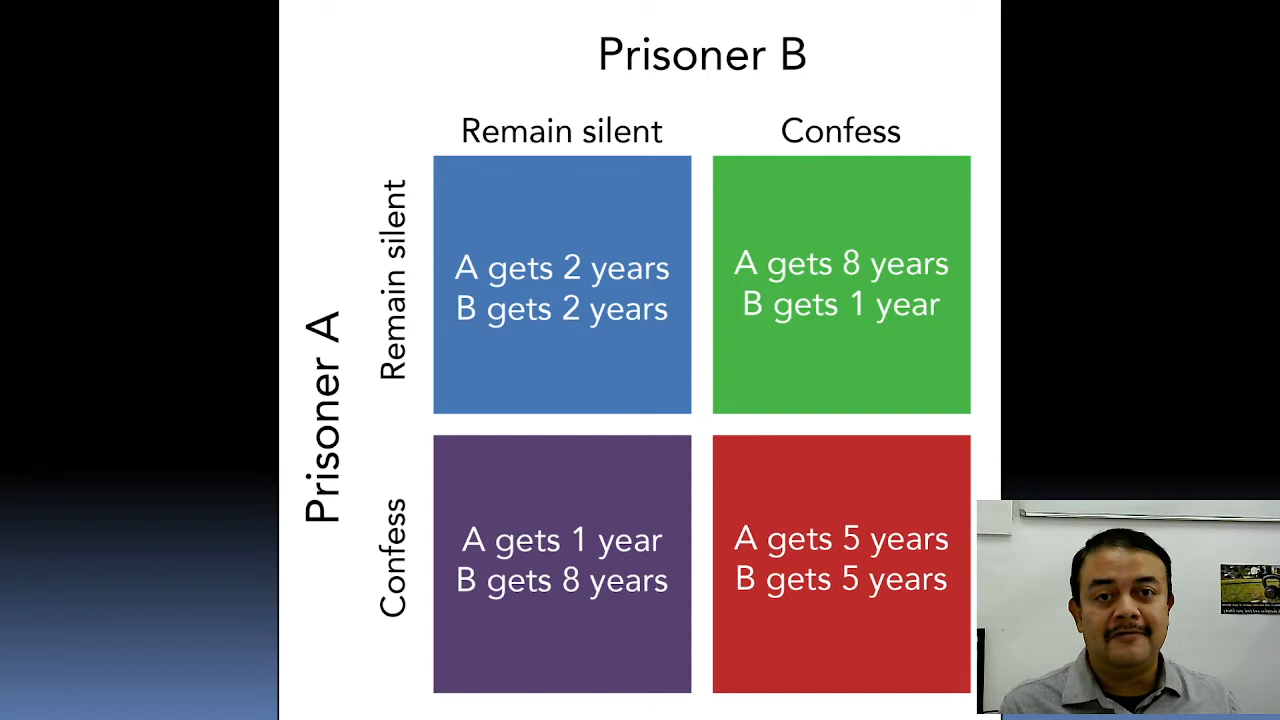 Prisoner B
Remain silent
Confess
Prisoner A
Remain silent
A gets 2 years
B gets 2 years
A gets 8 years
B gets 1 year
Confess
A gets 1 year
B gets 8 years
A gets 5 years
B gets 5 years